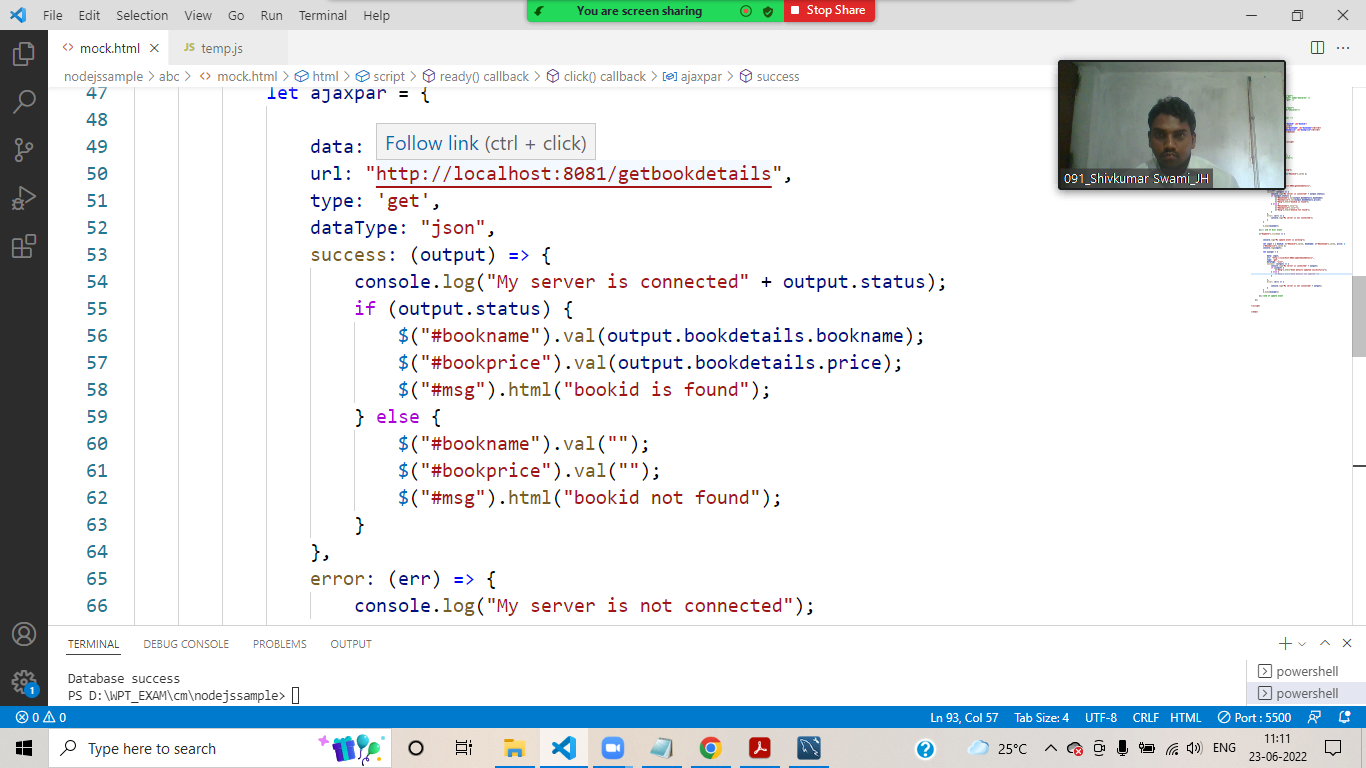 File Edit Selection View Go Run Terminal Help
You are screen sharing
Stop Share
mock.html
JS temp.js
nodejssample > abc > mock.html > html > script > ready() callback > click() callback > ajaxpar > success
47 let ajaxpar = {
48
49 data:
Follow link (ctrl + click)
50 url: "http://localhost:8081/getbookdetails",
51 type: 'get',
52 dataType: "json",
53 success: (output) => {
54 console.log("My server is connected" + output.status);
55 if (output.status) {
56 $("#bookname").val(output.bookdetails.bookname);
57 $("#bookprice").val(output.bookdetails.price);
58 $("#msg").html("bookid is found");
59 } else {
60 $("#bookname").val("");
61 $("#bookprice").val("");
62 $("#msg").html("bookid not found");
63 }
64 },
65 error: (err) => {
66 console.log("My server is not connected");
091_Shivkumar Swami_JH
TERMINAL DEBUG CONSOLE PROBLEMS OUTPUT
Database success
PS D:\WPT_EXAM\cm\nodejssample>
powershell
powershell
1
0 0
Ln 93, Col 57 Tab Size: 4 UTF-8 CRLF HTML Port : 5500
Type here to search
25°C
ENG
11:11
23-06-2022